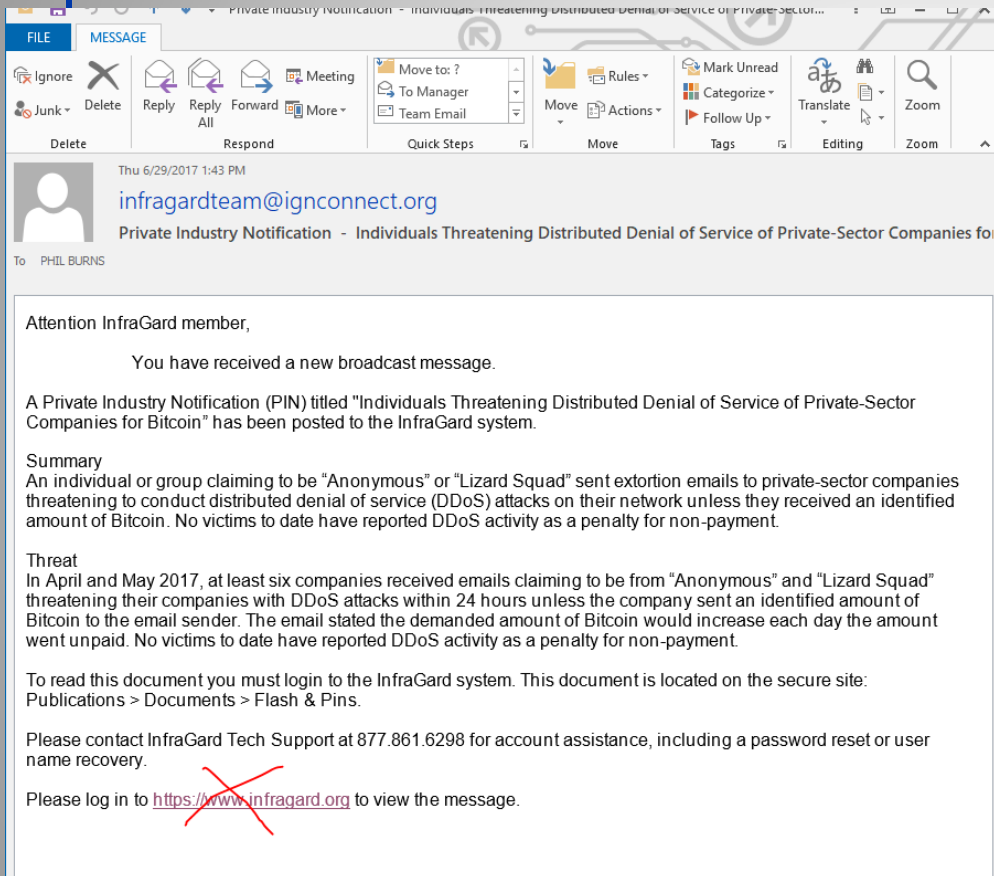 Private Industry Notification - Individuals Threatening Distributed Denial of Service of Private-Sector...
FILE MESSAGE
Ignore
Junk
Delete
Reply
Reply All
Forward
Meeting
More
Move to: ?
To Manager
Team Email
Move
Rules
Actions
Mark Unread
Categorize
Follow Up
Translate
Zoom
Delete Respond Quick Steps Move Tags Editing Zoom
Thu 6/29/2017 1:43 PM
infragardteam@ignconnect.org
Private Industry Notification - Individuals Threatening Distributed Denial of Service of Private-Sector Companies fo
To PHIL BURNS
Attention InfraGard member,
You have received a new broadcast message.
A Private Industry Notification (PIN) titled "Individuals Threatening Distributed Denial of Service of Private-Sector
Companies for Bitcoin” has been posted to the InfraGard system.
Summary
An individual or group claiming to be “Anonymous” or “Lizard Squad” sent extortion emails to private-sector companies
threatening to conduct distributed denial of service (DDoS) attacks on their network unless they received an identified
amount of Bitcoin. No victims to date have reported DDoS activity as a penalty for non-payment.
Threat
In April and May 2017, at least six companies received emails claiming to be from “Anonymous” and “Lizard Squad”
threatening their companies with DDoS attacks within 24 hours unless the company sent an identified amount of
Bitcoin to the email sender. The email stated the demanded amount of Bitcoin would increase each day the amount
went unpaid. No victims to date have reported DDoS activity as a penalty for non-payment.
To read this document you must login to the InfraGard system. This document is located on the secure site:
Publications > Documents > Flash & Pins.
Please contact InfraGard Tech Support at 877.861.6298 for account assistance, including a password reset or user
name recovery.
Please log in to https://www.infragard.org to view the message.